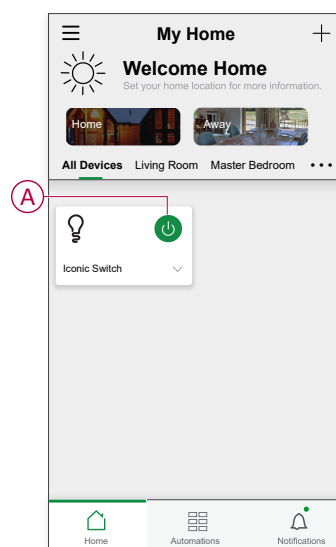 My Home
Welcome Home
Set your home location for more information.
Home Away
All Devices Living Room Master Bedroom
A
Iconic Switch
Home Automations Notifications